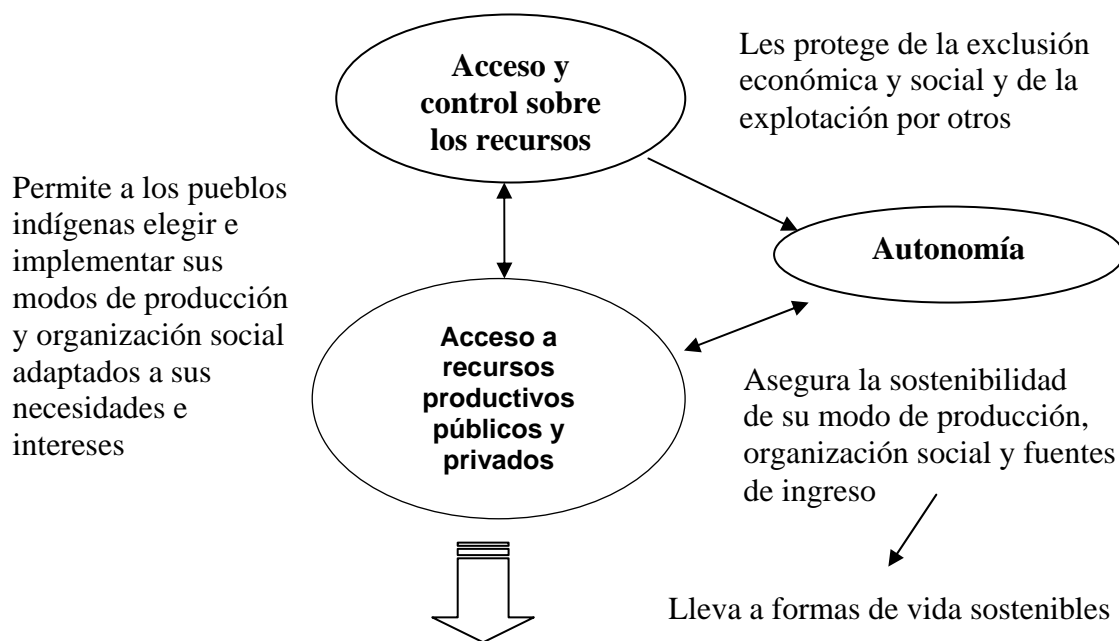 Acceso y
control sobre
los recursos
Les protege de la exclusión
económica y social y de la
explotación por otros
Permite a los pueblos
indígenas elegir e
implementar sus
modos de producción
y organización social
adaptados a sus
necesidades e
intereses
Autonomía
Acceso a
recursos
productivos
públicos y
privados
Asegura la sostenibilidad
de su modo de producción,
organización social y fuentes
de ingreso
Lleva a formas de vida sostenibles